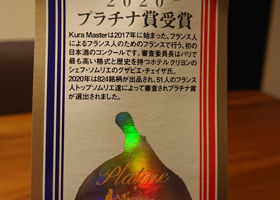 2020
プラチナ賞受賞
Kura Masterは2017年に始まった、フランス人
によるフランス人のためのフランスで行う、初の
日本酒のコンクールです。審査委員長はパリで
最も高い格式と歴史を持つホテルクリヨンの
シェフ・ソムリエのグザビエ・チュイザ氏。
2020年は824銘柄が出品され、51人のフランス
人トップソムリエ達によって審査されプラチナ賞
が選出されました。
Platine